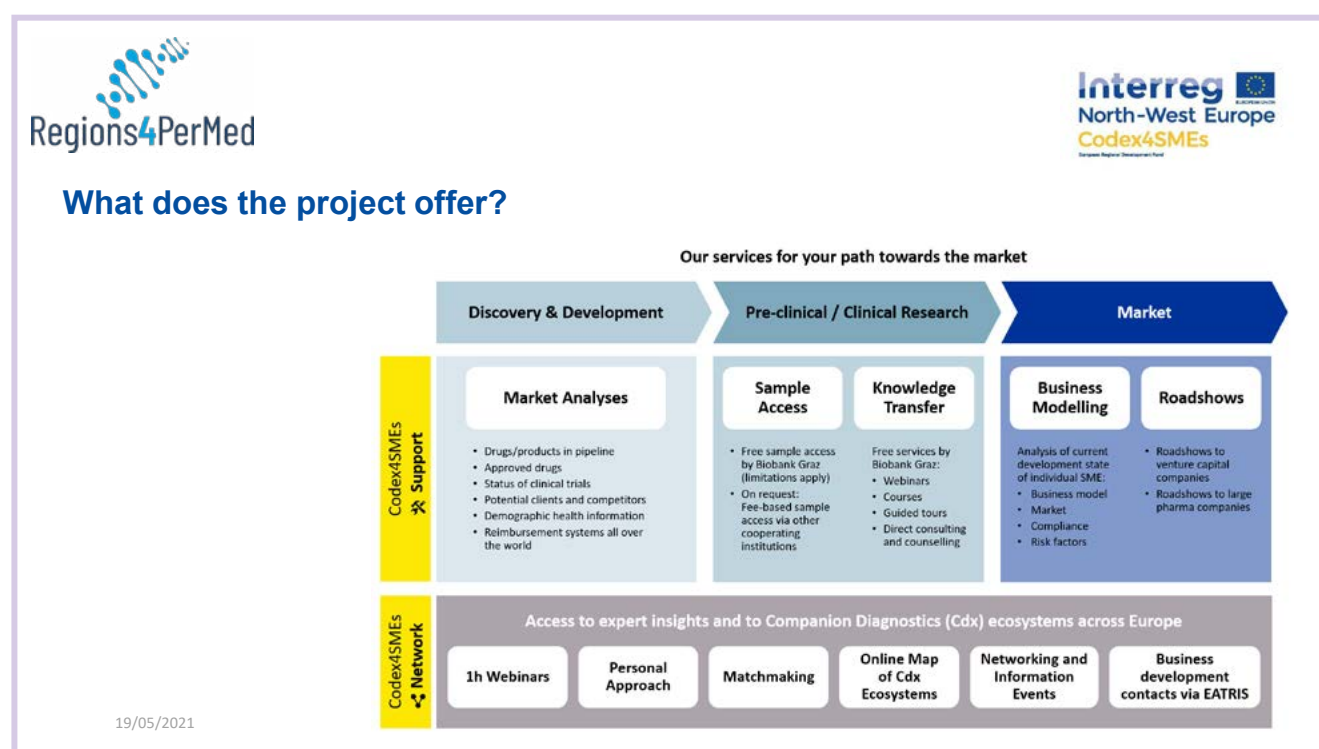 Regions4PerMed
Interreg
EUROPEAN UNION
North-West Europe
Codex4SMEs
European Regional Development Fund
What does the project offer?
Our services for your path towards the market
Discovery & Development
Pre-clinical / Clinical Research
Market
Codex4SMEs
Support
Market Analyses
• Drugs/products in pipeline
• Approved drugs
• Status of clinical trials
• Potential clients and competitors
• Demographic health information
• Reimbursement systems all over
the world
Sample
Access
• Free sample access
by Biobank Graz
(limitations apply)
• On request:
Fee-based sample
access via other
cooperating
institutions
Knowledge
Transfer
Free services by
Biobank Graz:
• Webinars
• Courses
• Guided tours
• Direct consulting
and counselling
Business
Modelling
Analysis of current
development state
of individual SME:
• Business model
• Market
• Compliance
• Risk factors
Roadshows
• Roadshows to
venture capital
companies
• Roadshows to large
pharma companies
Codex4SMEs
Network
Access to expert insights and to Companion Diagnostics (Cdx) ecosystems across Europe
1h Webinars
Personal
Approach
Matchmaking
Online Map
of Cdx
Ecosystems
Networking and
Information
Events
Business
development
contacts via EATRIS
19/05/2021